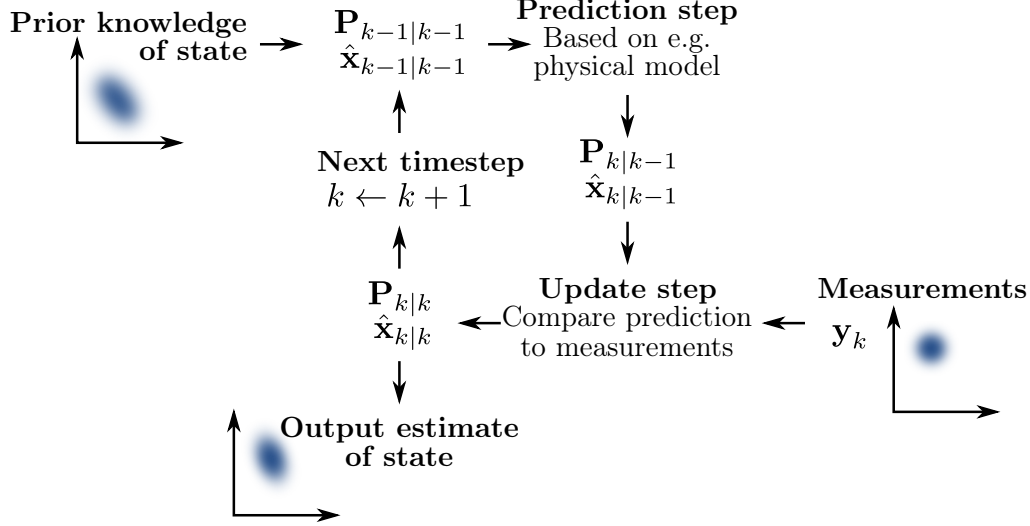 Prior knowledge
of state
P_{k−1|k−1}
x̂_{k−1|k−1}
Prediction step
Based on e.g.
physical model
P_{k|k−1}
x̂_{k|k−1}
Next timestep
k ← k + 1
Update step
Compare prediction
to measurements
Measurements
y_k
P_{k|k}
x̂_{k|k}
Output estimate
of state